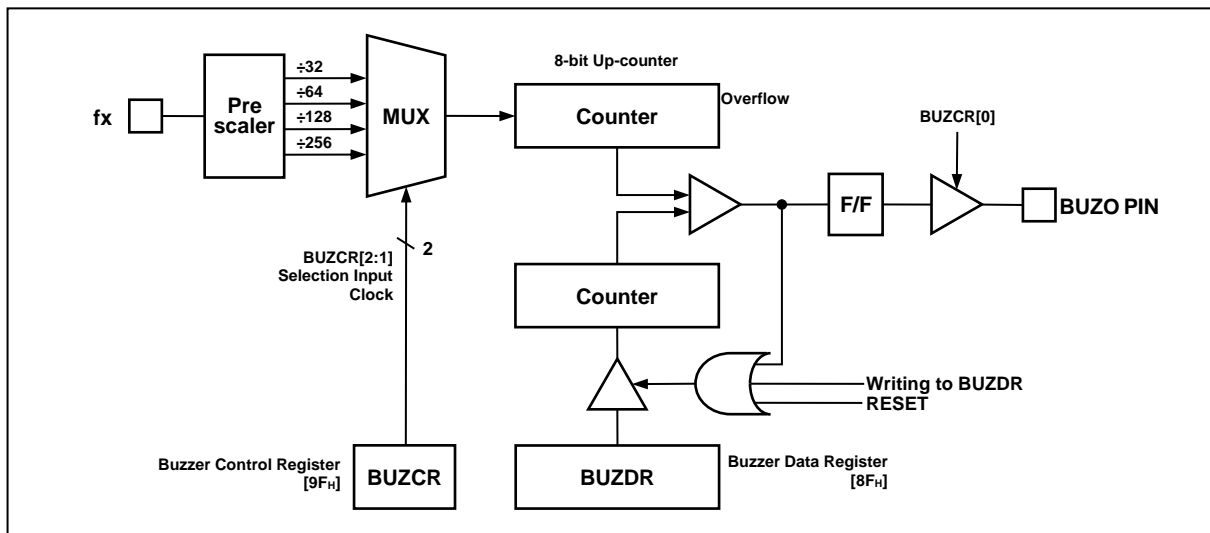 8-bit Up-counter
÷32
÷64
÷128
÷256
fx
Pre
scaler
MUX
Counter
Overflow
BUZCR[0]
F/F
BUZO PIN
2
BUZCR[2:1]
Selection Input
Clock
Counter
Writing to BUZDR
RESET
Buzzer Control Register
[9FH]
BUZCR
BUZDR
Buzzer Data Register
[8FH]